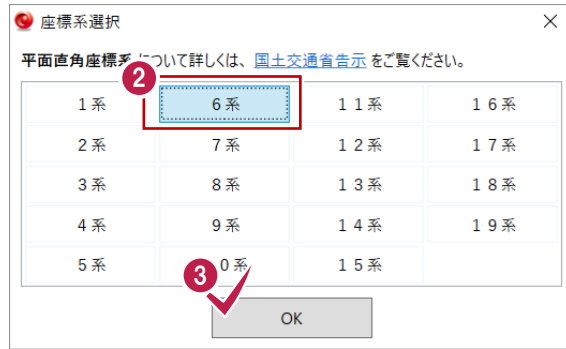 座標系選択
平面直角座標系 について詳しくは、 国土交通省告示 をご覧ください。
2
1系 6系 11系 16系
2系 7系 12系 17系
3系 8系 13系 18系
4系 9系 14系 19系
5系 0系 15系
3
OK